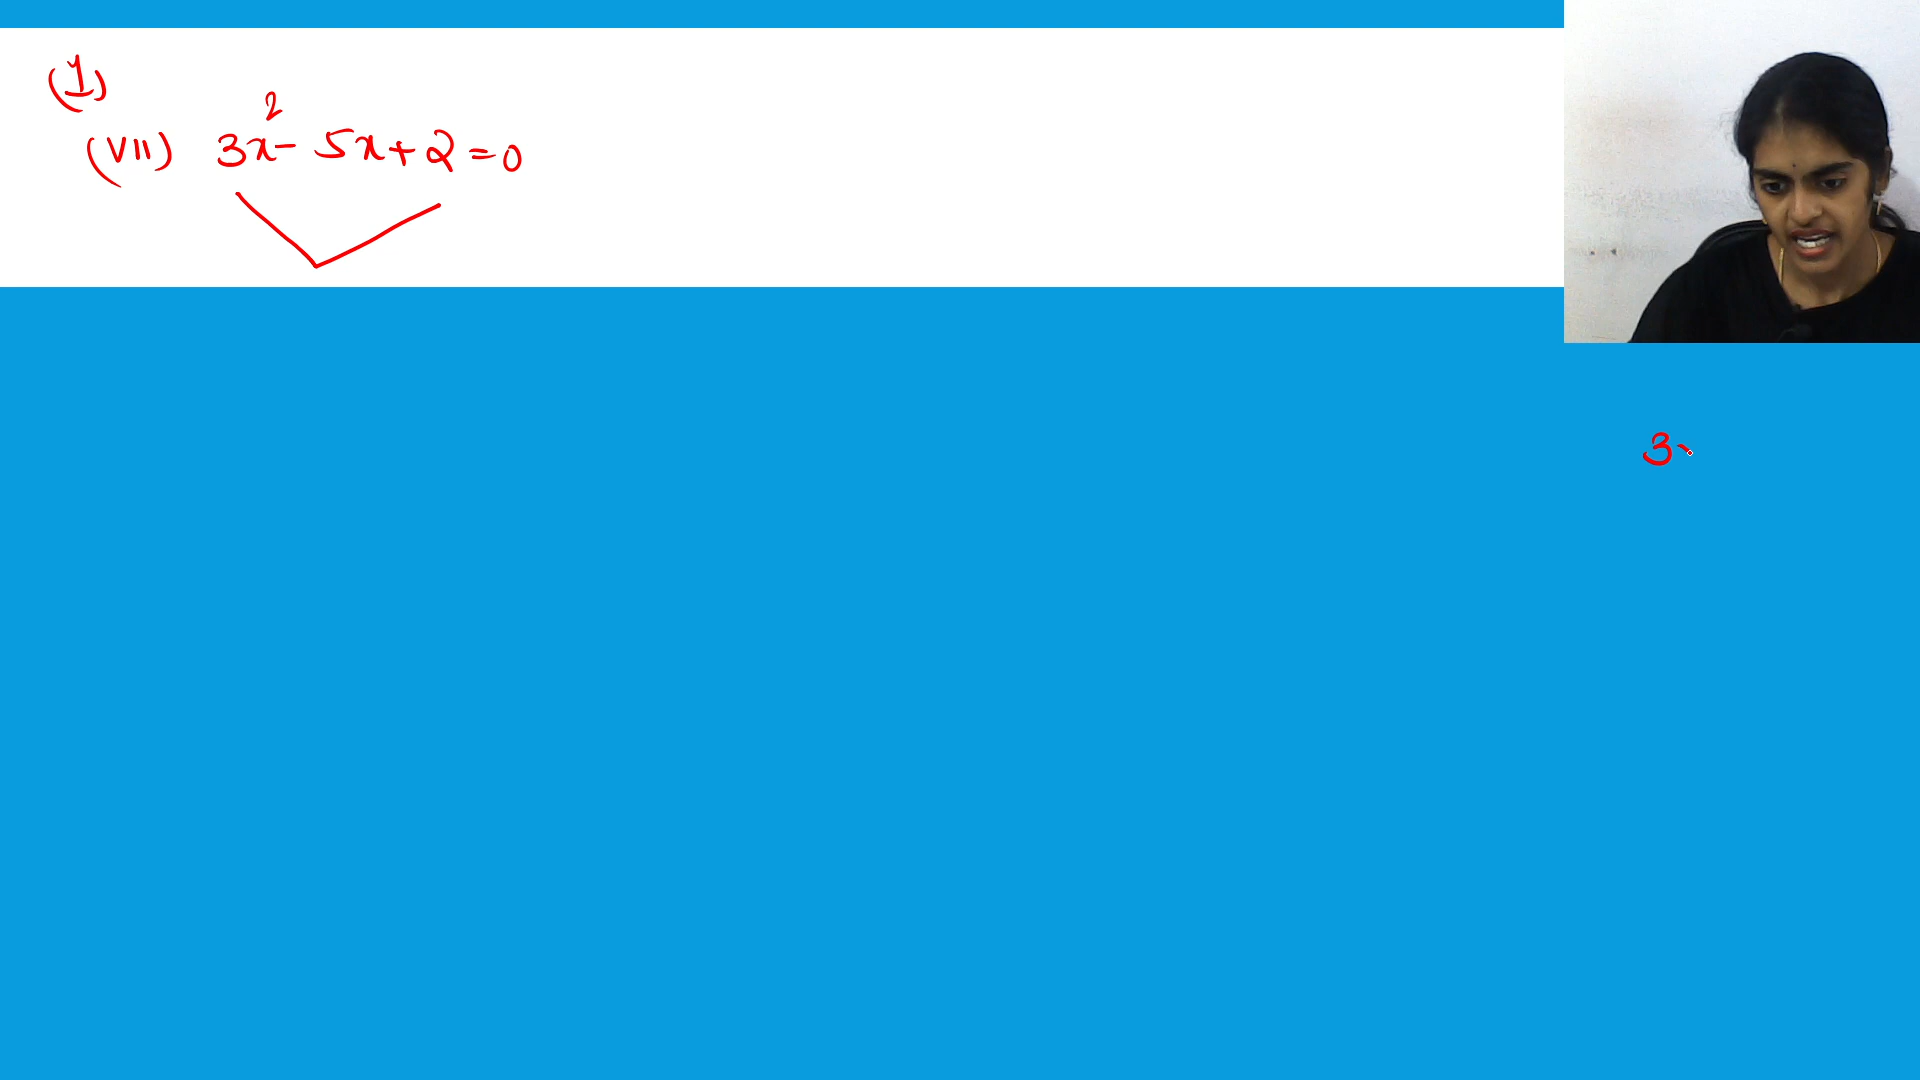 (1)
(VII) 3x² - 5x + 2 = 0
3